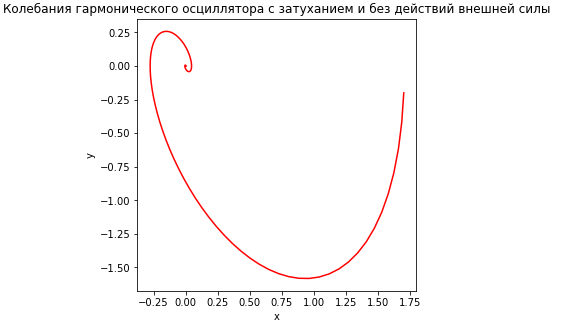 Колебания гармонического осциллятора с затуханием и без действий внешней силы
0.25
0.00
−0.25
−0.50
−0.75
−1.00
−1.25
−1.50
y
−0.25 0.00 0.25 0.50 0.75 1.00 1.25 1.50 1.75
x